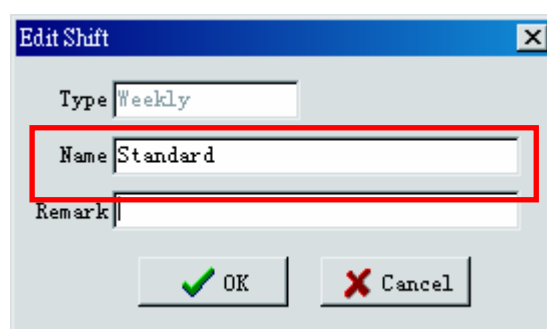 Edit Shift
Type Weekly
Name Standard
Remark
OK Cancel